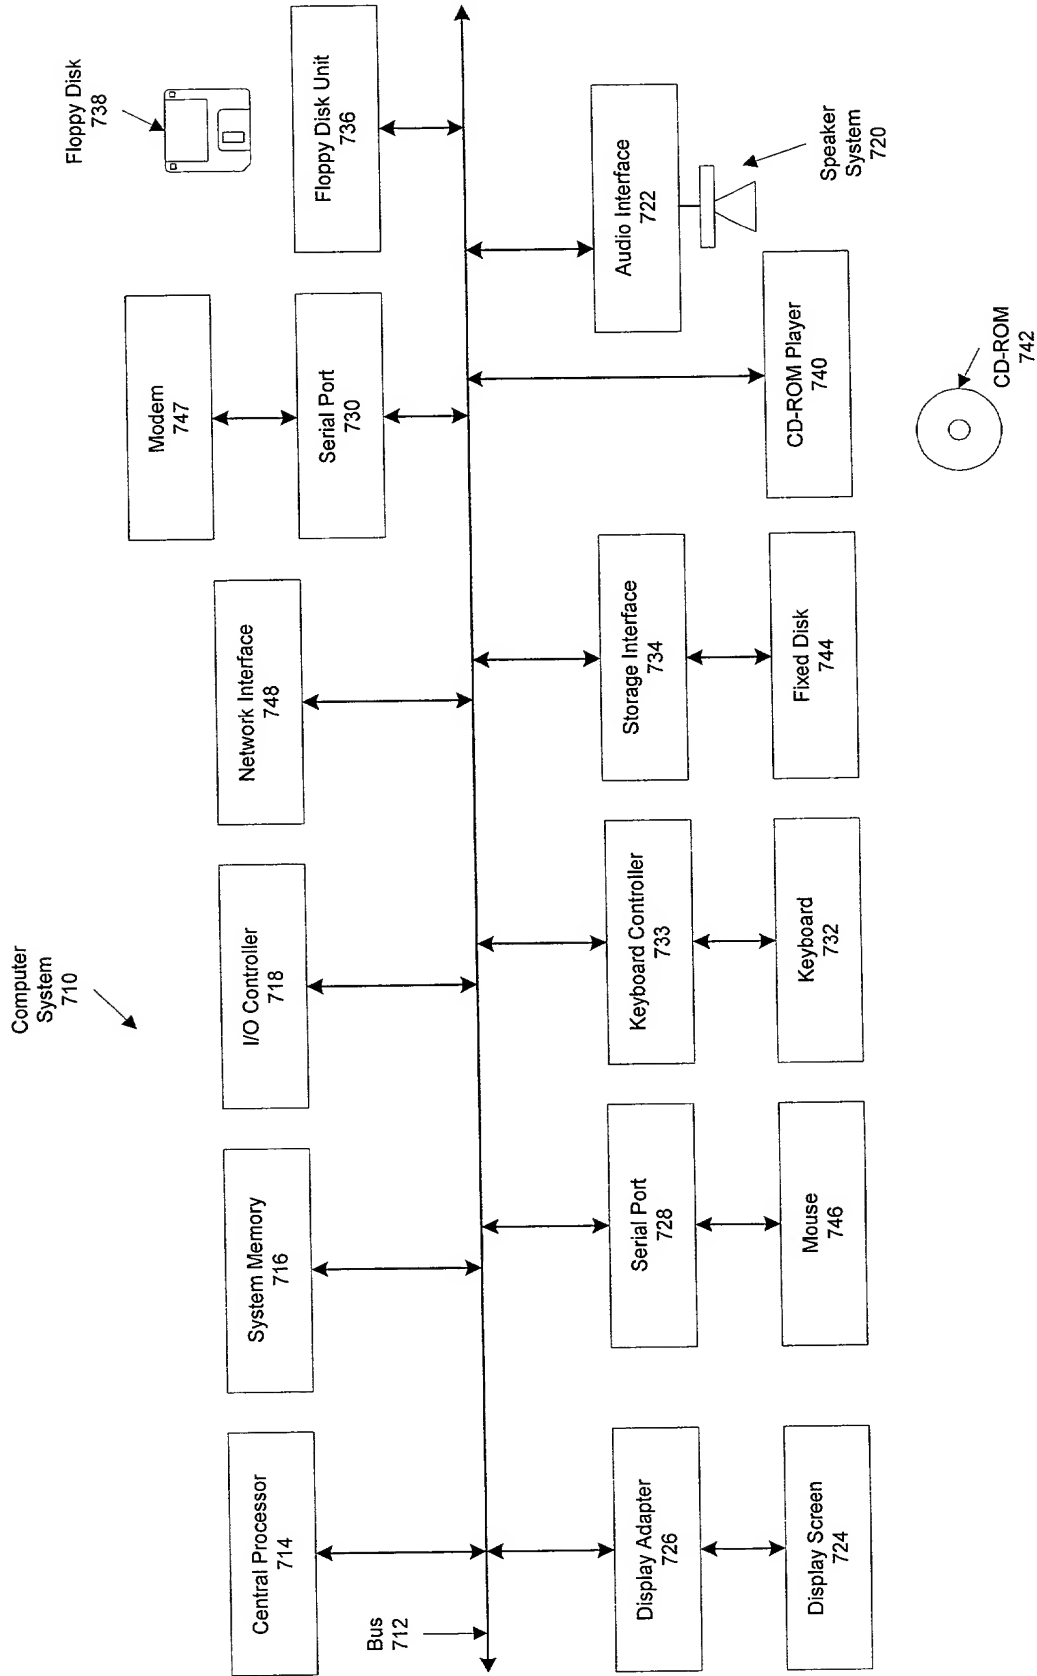 Computer
System
710
Floppy Disk
738
Modem
747
Central Processor
714
System Memory
716
I/O Controller
718
Network Interface
748
Serial Port
730
Floppy Disk Unit
736
Bus
712
Display Adapter
726
Serial Port
728
Keyboard Controller
733
Storage Interface
734
Audio Interface
722
Display Screen
724
Mouse
746
Keyboard
732
Fixed Disk
744
CD-ROM Player
740
Speaker
System
720
CD-ROM
742